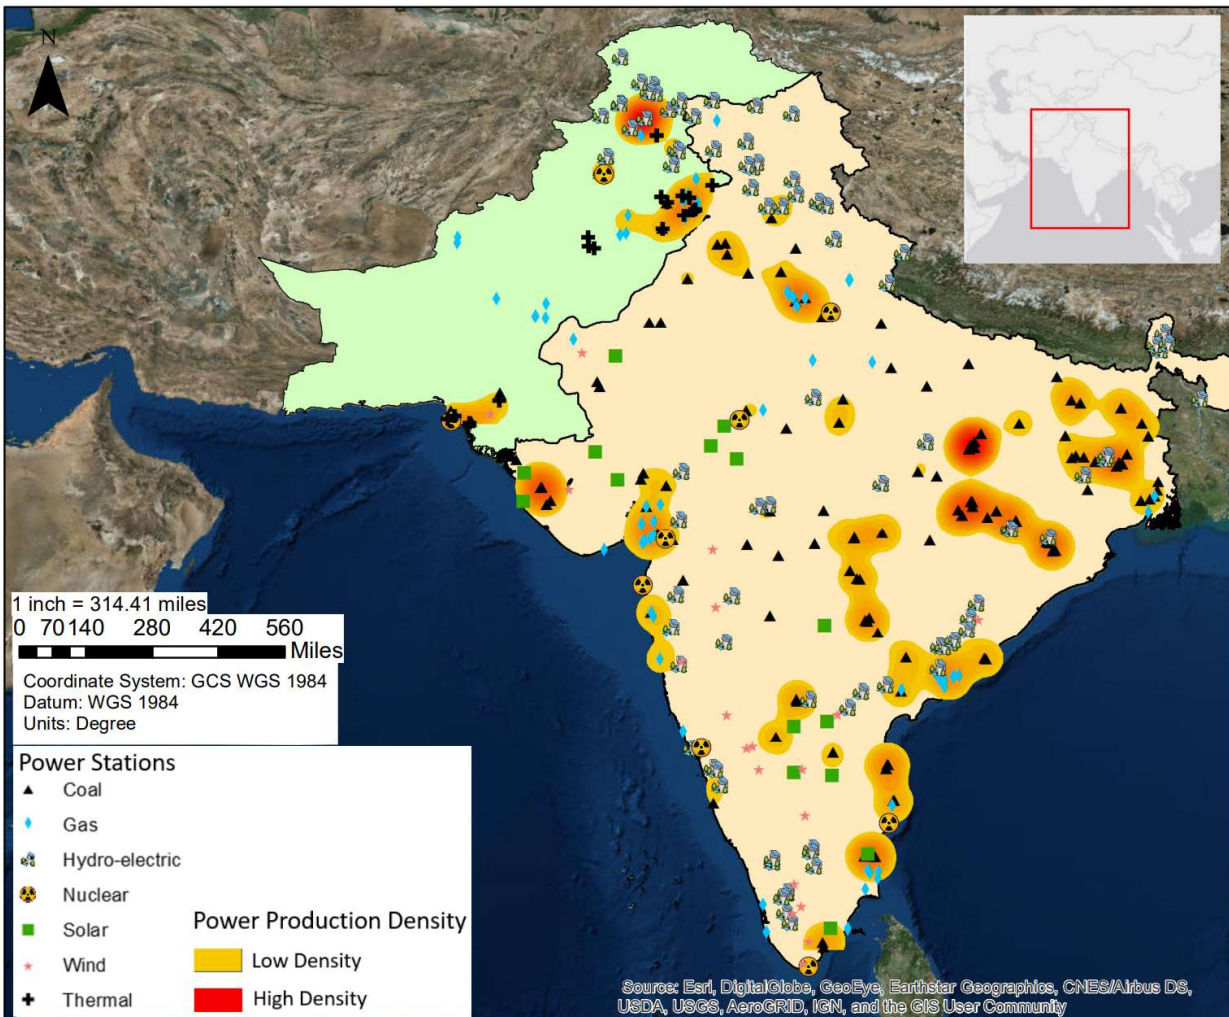 N
1 inch = 314.41 miles
0 70 140 280 420 560
Miles
Coordinate System: GCS WGS 1984
Datum: WGS 1984
Units: Degree
Power Stations
Coal
Gas
Hydro-electric
Nuclear
Solar
Wind
Thermal
Power Production Density
Low Density
High Density
Source: Esri, DigitalGlobe, GeoEye, Earthstar Geographics, CNES/Airbus DS,
USDA, USGS, AeroGRID, IGN, and the GIS User Community